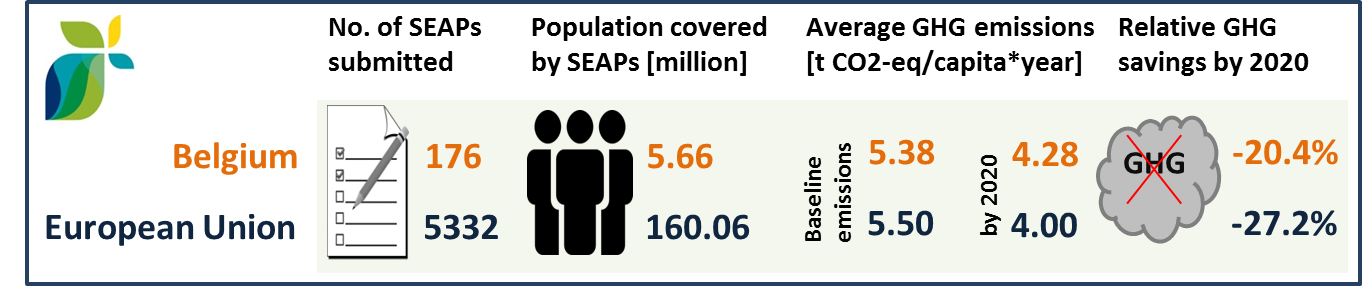 No. of SEAPs submitted
Population covered by SEAPs [million]
Average GHG emissions [t CO2-eq/capita*year]
Relative GHG savings by 2020
Belgium
176
5.66
Baseline emissions
5.38
by 2020
4.28
GHG
-20.4%
European Union
5332
160.06
5.50
4.00
-27.2%